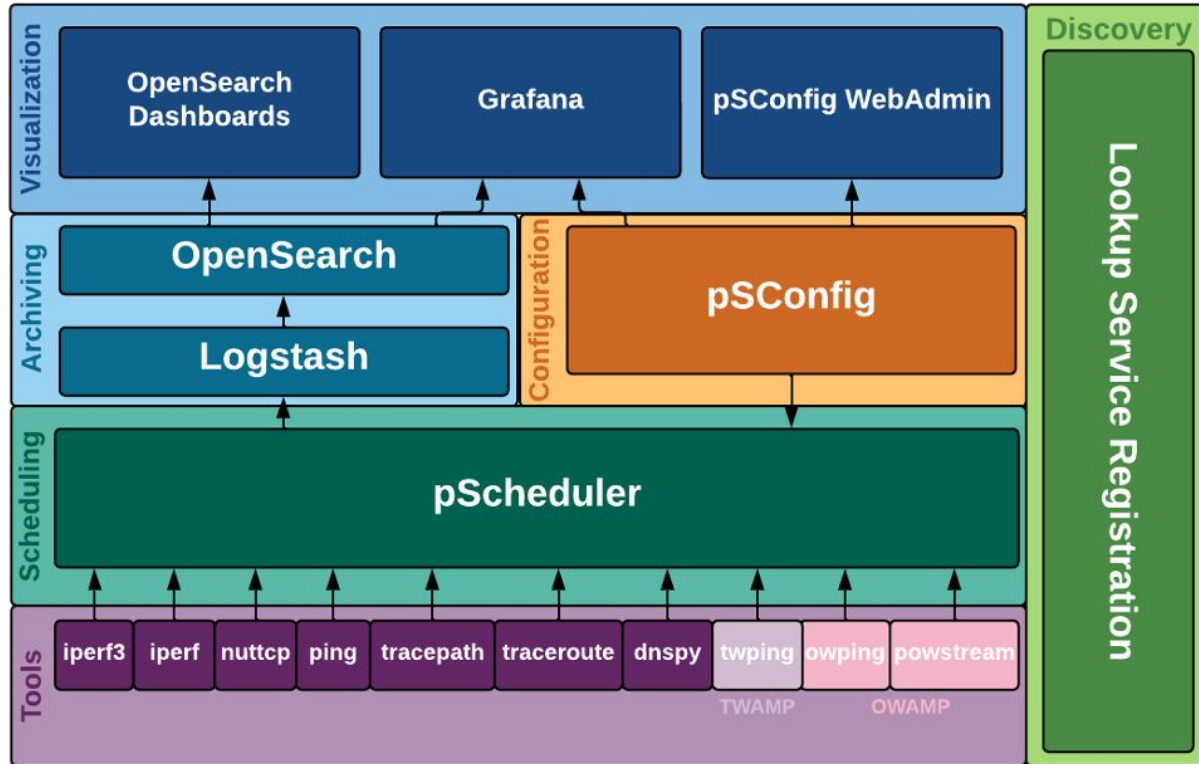 Visualization
OpenSearch
Dashboards
Grafana
pSConfig WebAdmin
Archiving
OpenSearch
Logstash
Configuration
pSConfig
Scheduling
pScheduler
Tools
iperf3
iperf
nuttcp
ping
tracepath
traceroute
dnspy
twping
owping
powstream
TWAMP
OWAMP
Discovery
Lookup Service Registration